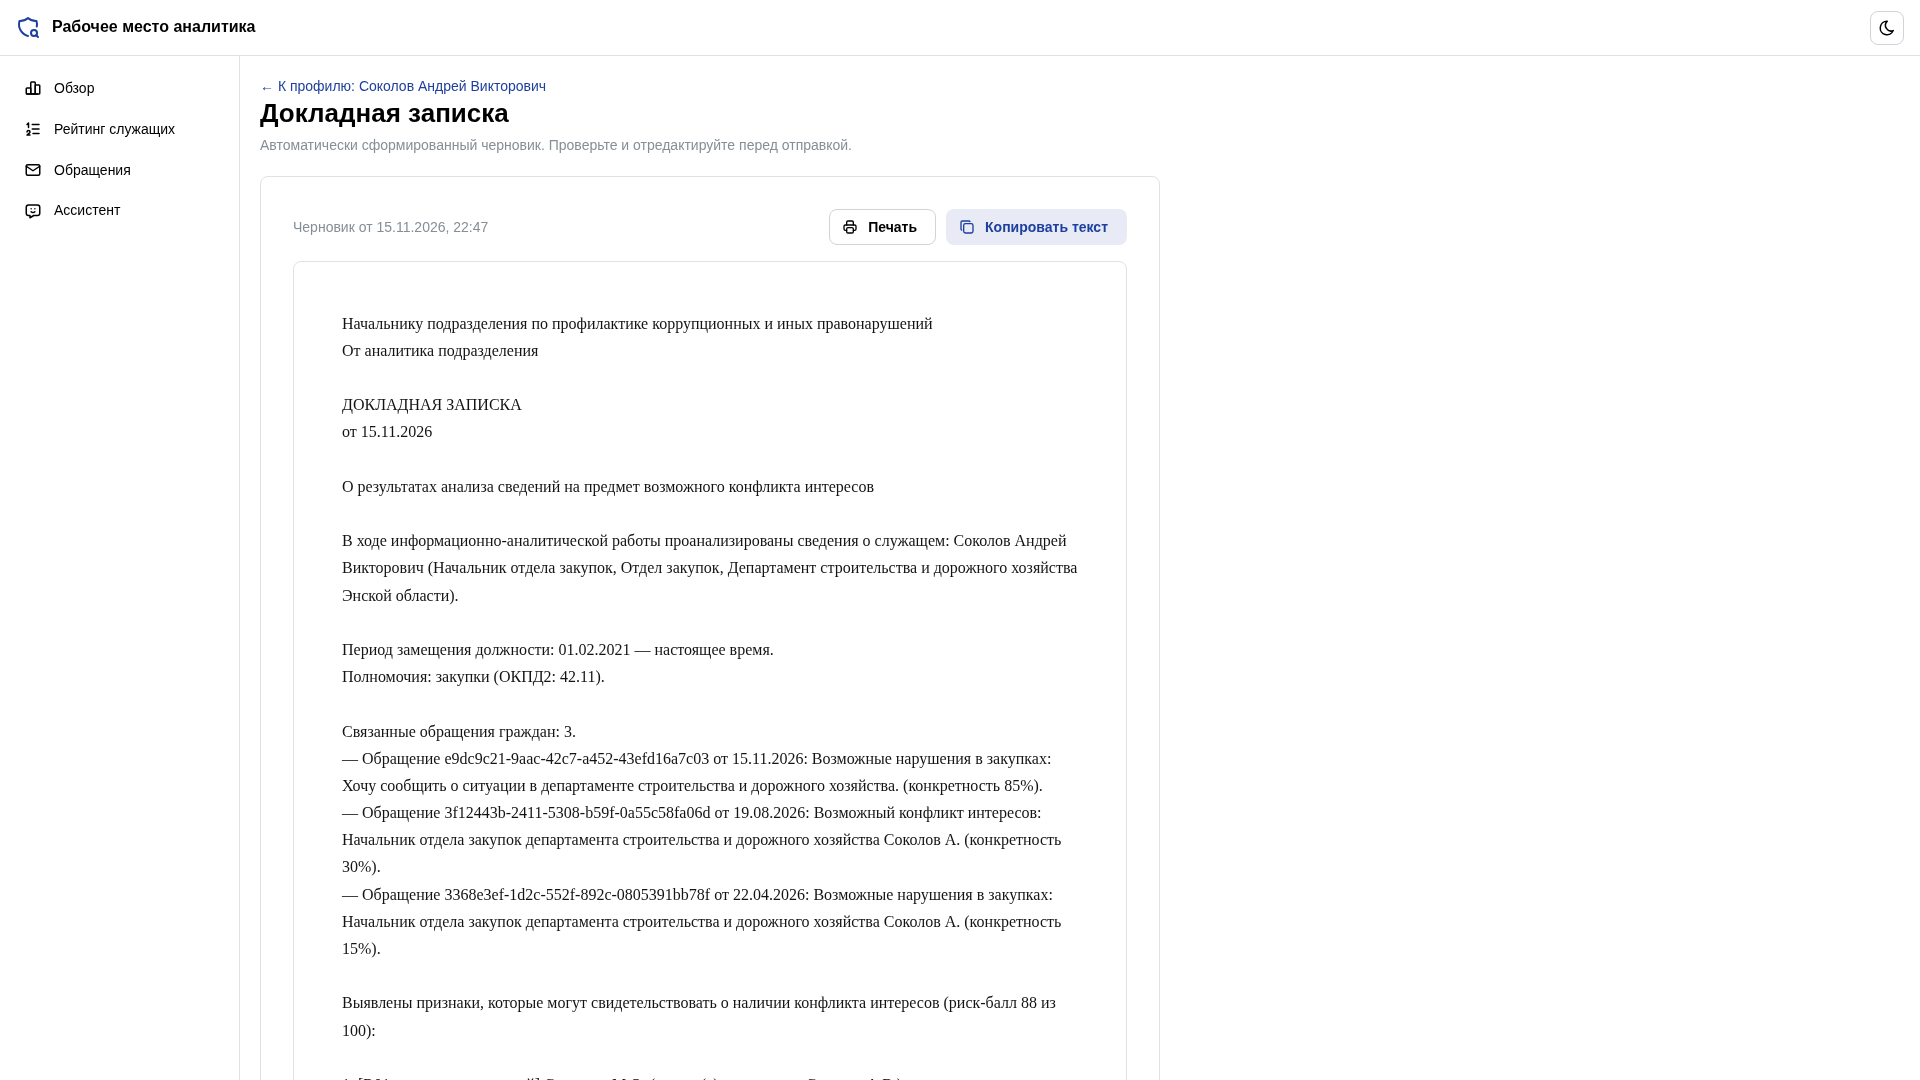 Рабочее место аналитика
Обзор
Рейтинг служащих
Обращения
Ассистент
← К профилю: Соколов Андрей Викторович
Докладная записка
Автоматически сформированный черновик. Проверьте и отредактируйте перед отправкой.
Черновик от 15.11.2026, 22:47
Печать
Копировать текст
Начальнику подразделения по профилактике коррупционных и иных правонарушений
От аналитика подразделения
ДОКЛАДНАЯ ЗАПИСКА
от 15.11.2026
О результатах анализа сведений на предмет возможного конфликта интересов
В ходе информационно-аналитической работы проанализированы сведения о служащем: Соколов Андрей
Викторович (Начальник отдела закупок, Отдел закупок, Департамент строительства и дорожного хозяйства
Энской области).
Период замещения должности: 01.02.2021 — настоящее время.
Полномочия: закупки (ОКПД2: 42.11).
Связанные обращения граждан: 3.
— Обращение e9dc9c21-9aac-42c7-a452-43efd16a7c03 от 15.11.2026: Возможные нарушения в закупках:
Хочу сообщить о ситуации в департаменте строительства и дорожного хозяйства. (конкретность 85%).
— Обращение 3f12443b-2411-5308-b59f-0a55c58fa06d от 19.08.2026: Возможный конфликт интересов:
Начальник отдела закупок департамента строительства и дорожного хозяйства Соколов А. (конкретность
30%).
— Обращение 3368e3ef-1d2c-552f-892c-0805391bb78f от 22.04.2026: Возможные нарушения в закупках:
Начальник отдела закупок департамента строительства и дорожного хозяйства Соколов А. (конкретность
15%).
Выявлены признаки, которые могут свидетельствовать о наличии конфликта интересов (риск-балл 88 из
100):